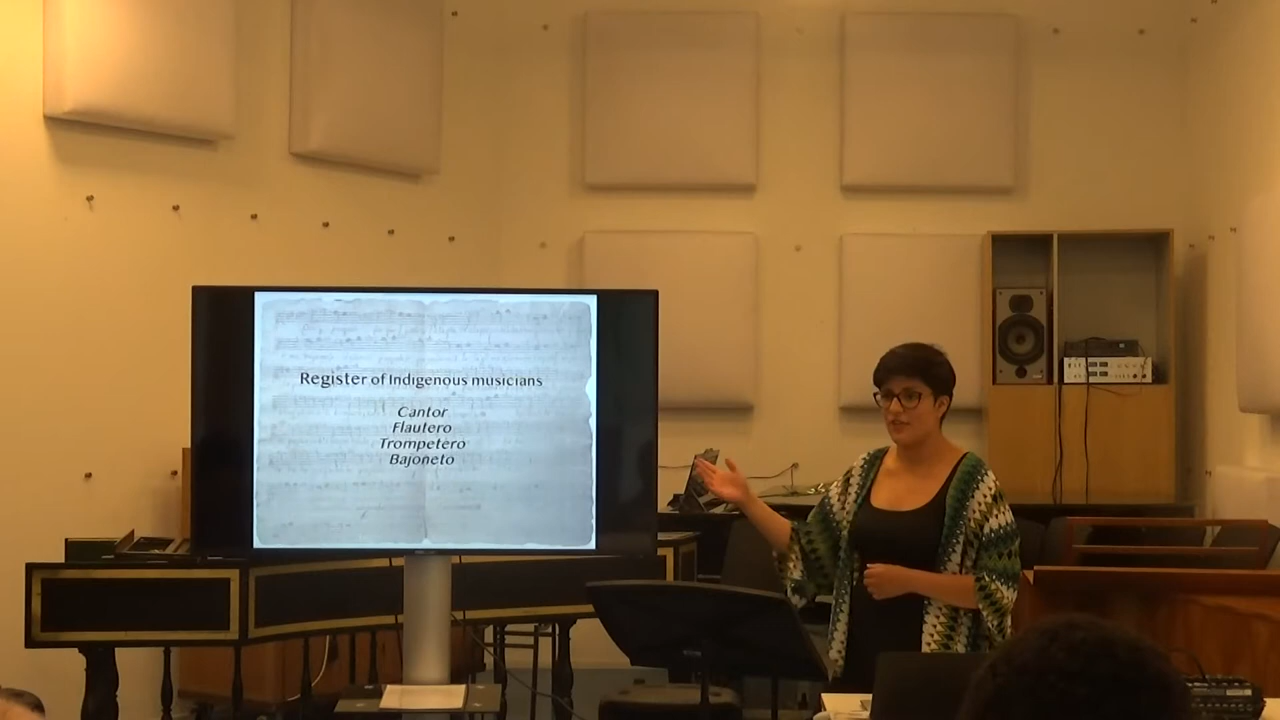 Register of Indigenous musicians
Cantor
Flautero
Trompetero
Bajoneto